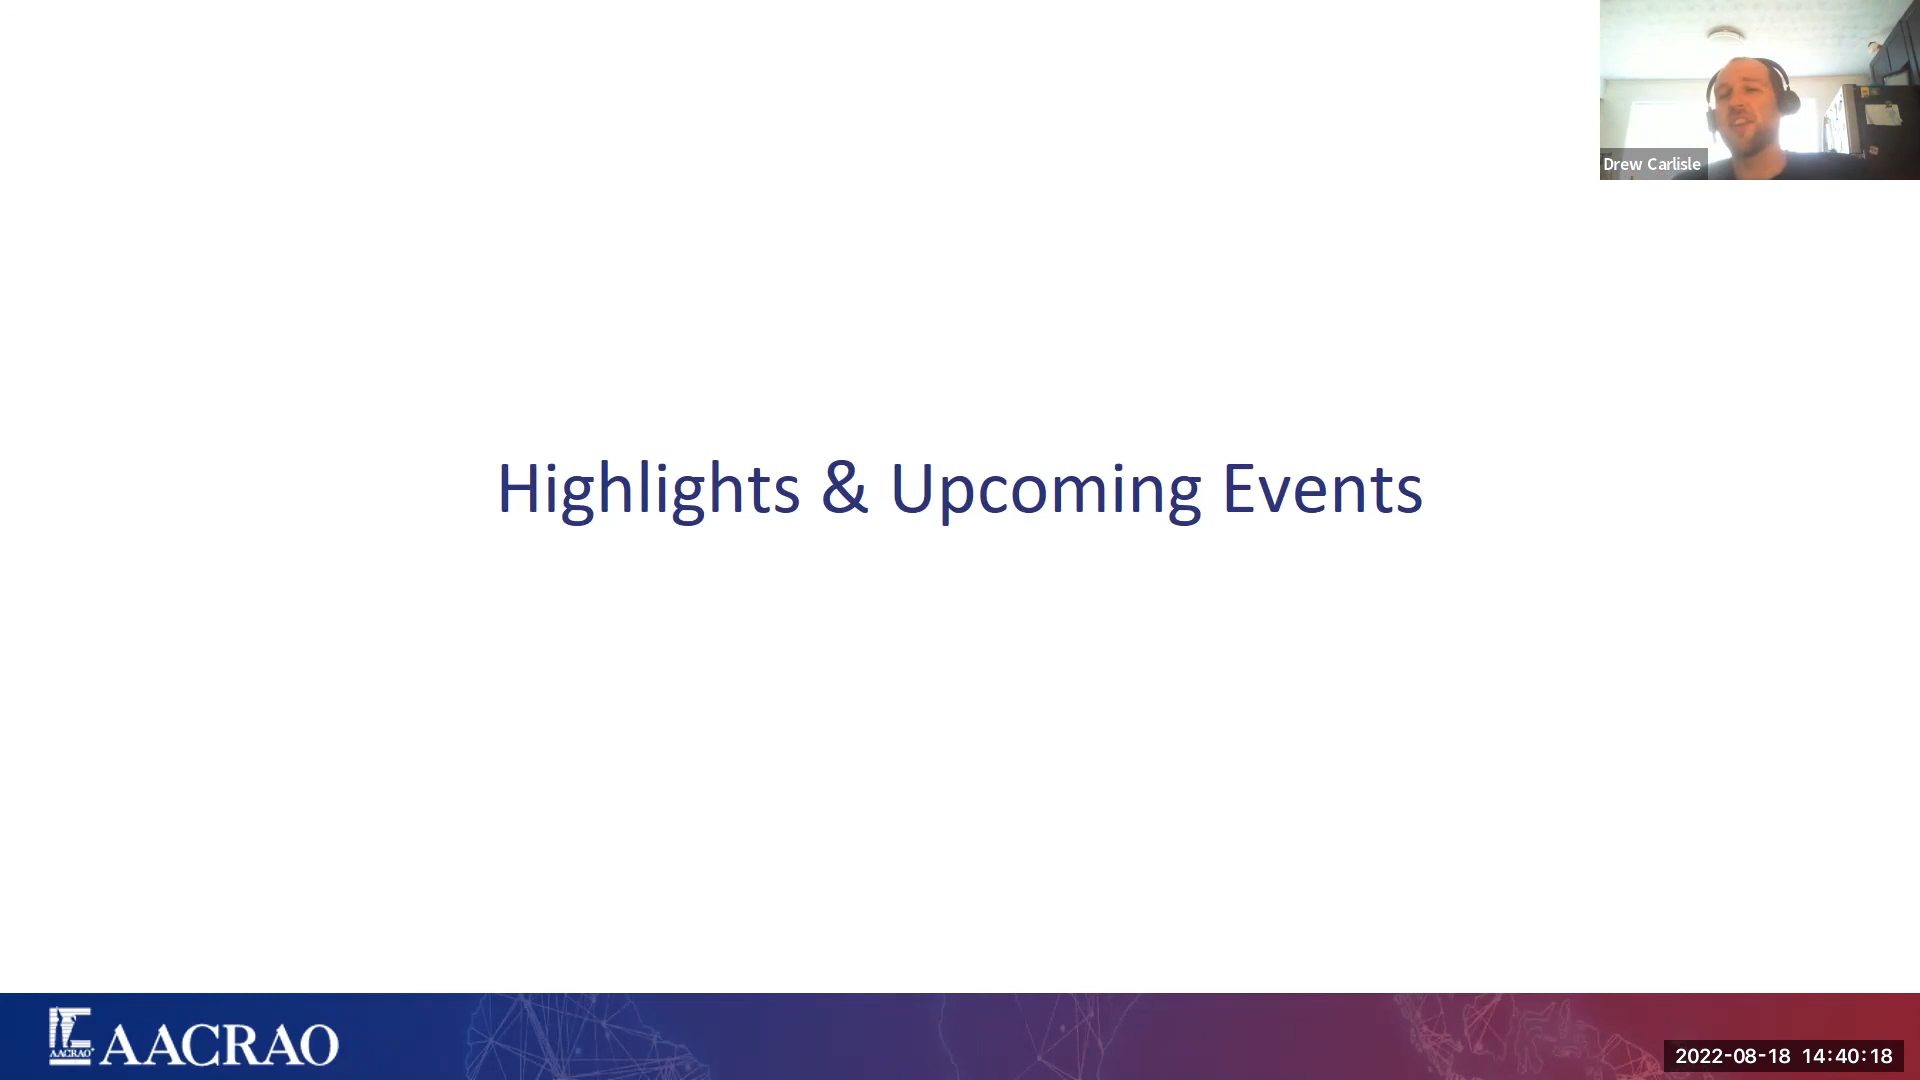 Drew Carlisle
Highlights & Upcoming Events
AACRAO
AACRAO
2022-08-18 14:40:18